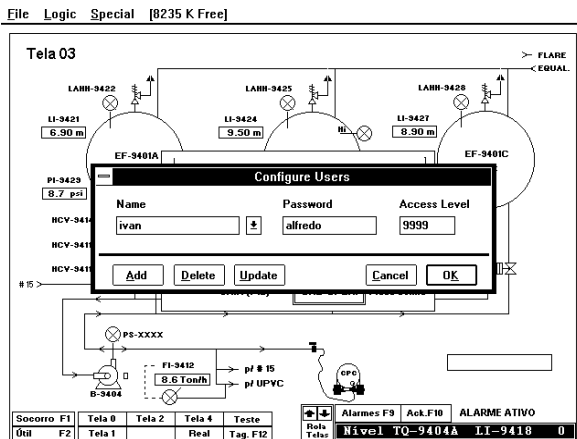 File Logic Special [8235 K Free]
Tela 03
FLARE
EQUAL.
LAHH-9422
LAHH-9425
LAHH-9428
LI-9421
6.90 m
LI-9424
9.50 m
Hi
LI-9427
8.90 m
EF-9401A
EF-9401C
PI-9423
8.7 psi
Configure Users
Name Password Access Level
ivan alfredo 9999
Add Delete Update Cancel OK
HCV-941
HCV-941
HCV-941
# 15 >
PS-XXXX
FI-9412
8.6 Ton/h
p/ # 15
p/ UPVC
B-9404
CPC
Socorro F1 Tela 0 Tela 2 Tela 4 Teste
Útil F2 Tela 1 Real Tag. F12
Rola Telas
Alarmes F9 Ack.F10 ALARME ATIVO
Nível TQ-9404A LI-9418 0